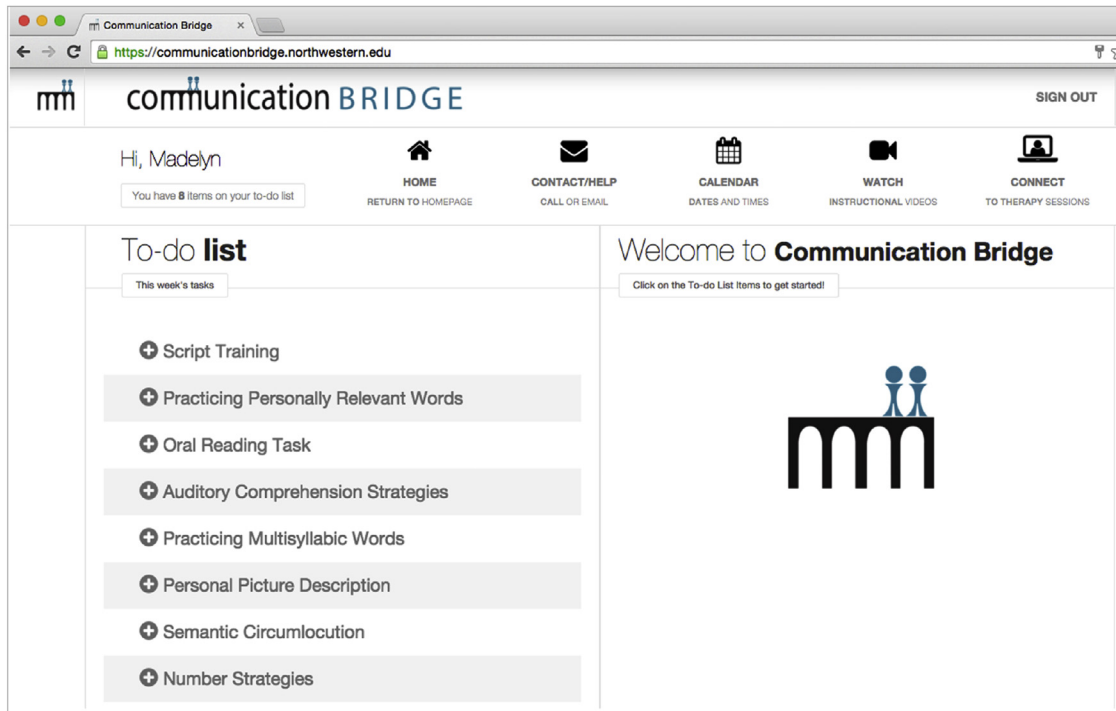 Communication Bridge
https://communicationbridge.northwestern.edu
communication BRIDGE
SIGN OUT
Hi, Madelyn
You have 8 items on your to-do list
HOME
RETURN TO HOMEPAGE
CONTACT/HELP
CALL OR EMAIL
CALENDAR
DATES AND TIMES
WATCH
INSTRUCTIONAL VIDEOS
CONNECT
TO THERAPY SESSIONS
To-do list
This week's tasks
Script Training
Practicing Personally Relevant Words
Oral Reading Task
Auditory Comprehension Strategies
Practicing Multisyllabic Words
Personal Picture Description
Semantic Circumlocution
Number Strategies
Welcome to Communication Bridge
Click on the To-do List Items to get started!